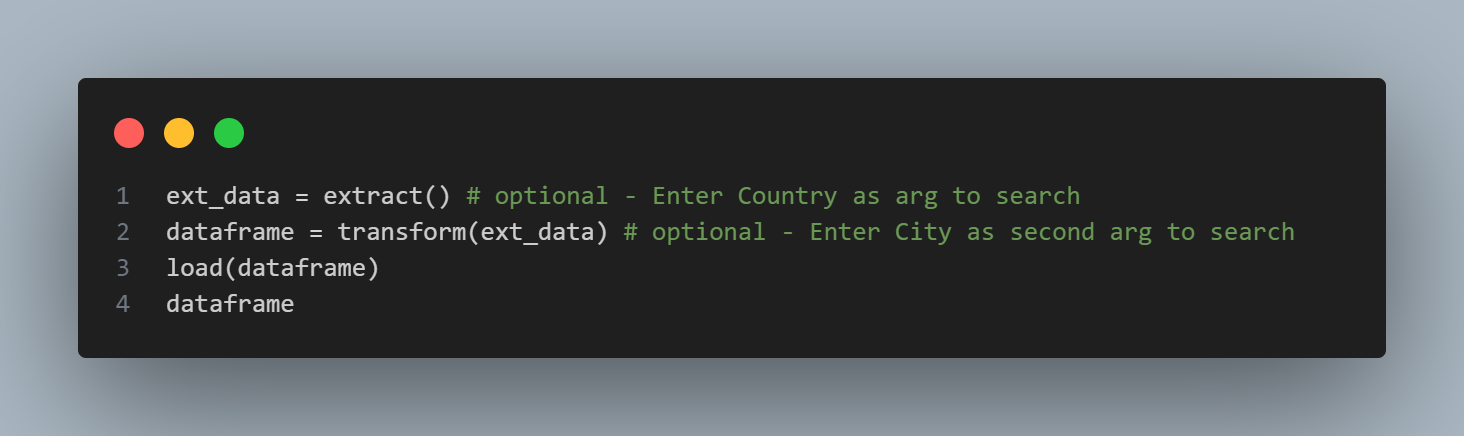 1 ext_data = extract() # optional - Enter Country as arg to search
2 dataframe = transform(ext_data) # optional - Enter City as second arg to search
3 load(dataframe)
4 dataframe